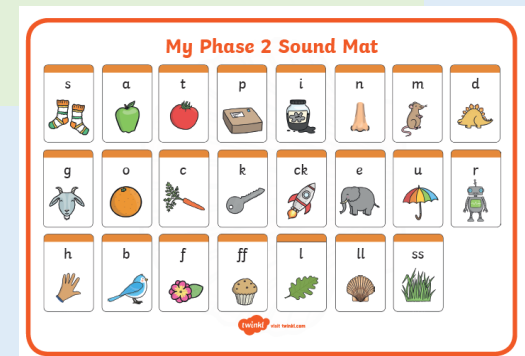 My Phase 2 Sound Mat
s a t p i n m d
g o c k ck e u r
h b f ff l ll ss
twinkl visit twinkl.com